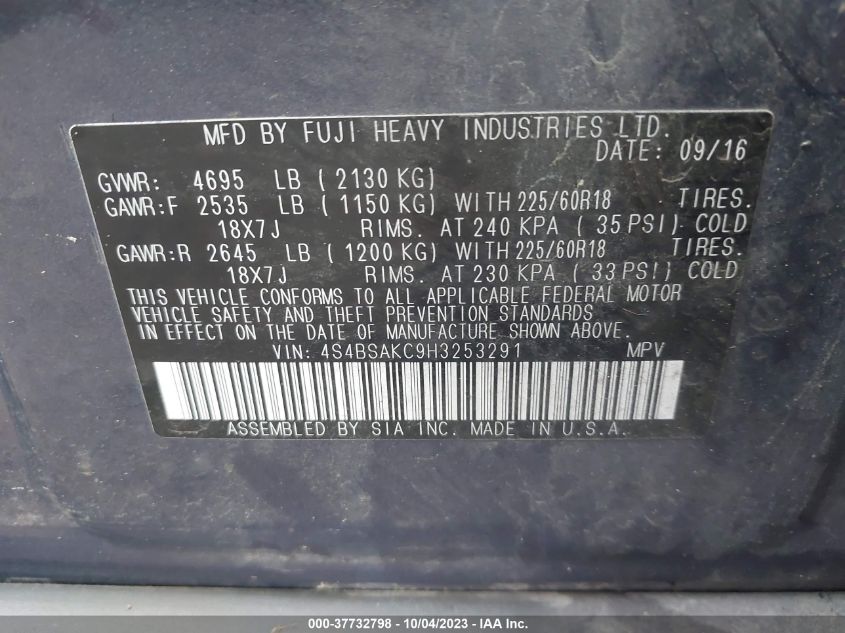 MFD BY FUJI HEAVY INDUSTRIES LTD.
DATE: 09/16
GVWR: 4695 LB ( 2130 KG)
GAWR:F 2535 LB ( 1150 KG) WITH 225/60R18 TIRES.
18X7J RIMS. AT 240 KPA ( 35 PSI) COLD
GAWR:R 2645 LB ( 1200 KG) WITH 225/60R18 TIRES.
18X7J RIMS. AT 230 KPA ( 33 PSI) COLD
THIS VEHICLE CONFORMS TO ALL APPLICABLE FEDERAL MOTOR
VEHICLE SAFETY AND THEFT PREVENTION STANDARDS
IN EFFECT ON THE DATE OF MANUFACTURE SHOWN ABOVE.
VIN: 4S4BSAKC9H3253291 MPV
ASSEMBLED BY SIA INC. MADE IN U.S.A.
000-37732798 - 10/04/2023 - IAA Inc.